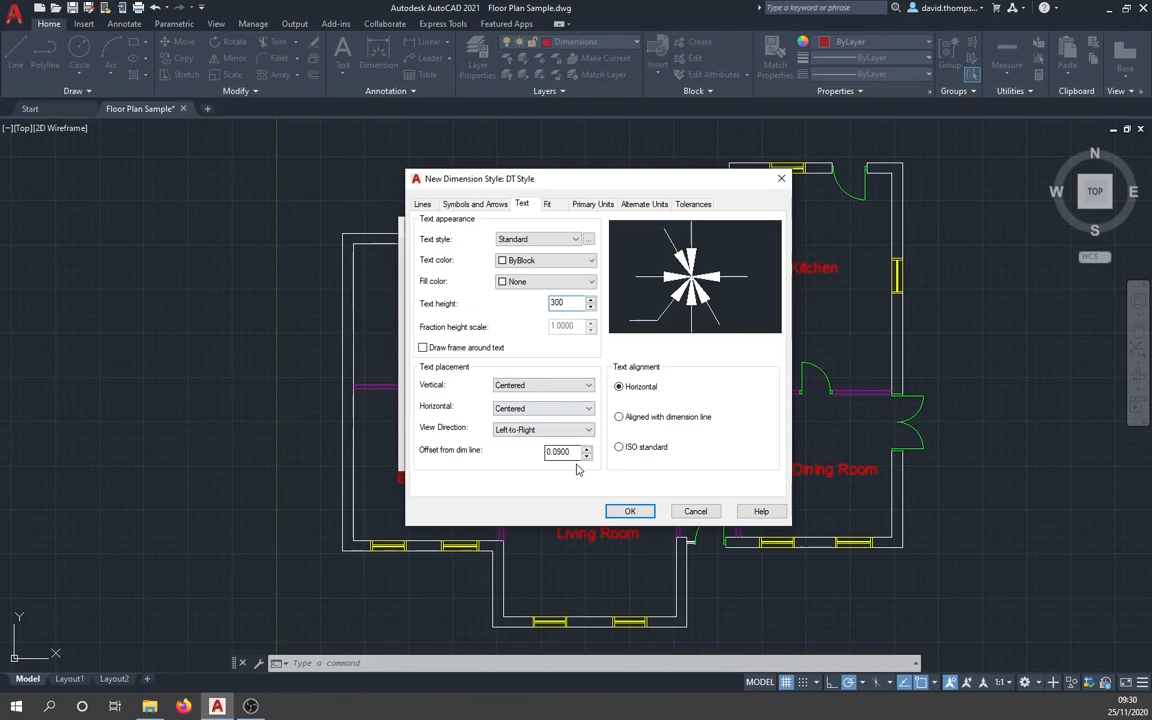 Autodesk AutoCAD 2021 Floor Plan Sample.dwg
Type a keyword or phrase
david.thomps...
Home Insert Annotate Parametric View Manage Output Add-ins Collaborate Express Tools Featured Apps
Line Polyline Circle Arc
Move Rotate Trim
Copy Mirror Fillet
Stretch Scale Array
Text Dimension
Linear
Leader
Table
Layer Properties
Dimensions
Make Current
Match Layer
Insert
Create
Edit
Edit Attributes
Match Properties
ByLayer
ByLayer
ByLayer
Group
Measure
Paste
Base
Draw Modify Annotation Layers Block Properties Groups Utilities Clipboard View
Start Floor Plan Sample*
[−][Top][2D Wireframe]
N
W TOP E
S
WCS
New Dimension Style: DT Style
Lines Symbols and Arrows Text Fit Primary Units Alternate Units Tolerances
Text appearance
Text style: Standard ...
Text color: ByBlock
Fill color: None
Text height: 300
Fraction height scale: 1.0000
Draw frame around text
Text placement
Vertical: Centered
Horizontal: Centered
View Direction: Left-to-Right
Offset from dim line: 0.0900
Text alignment
Horizontal
Aligned with dimension line
ISO standard
OK Cancel Help
Kitchen
Dining Room
Living Room
Y
X
Type a command
Model Layout1 Layout2 +
MODEL 1:1
09:30
25/11/2020